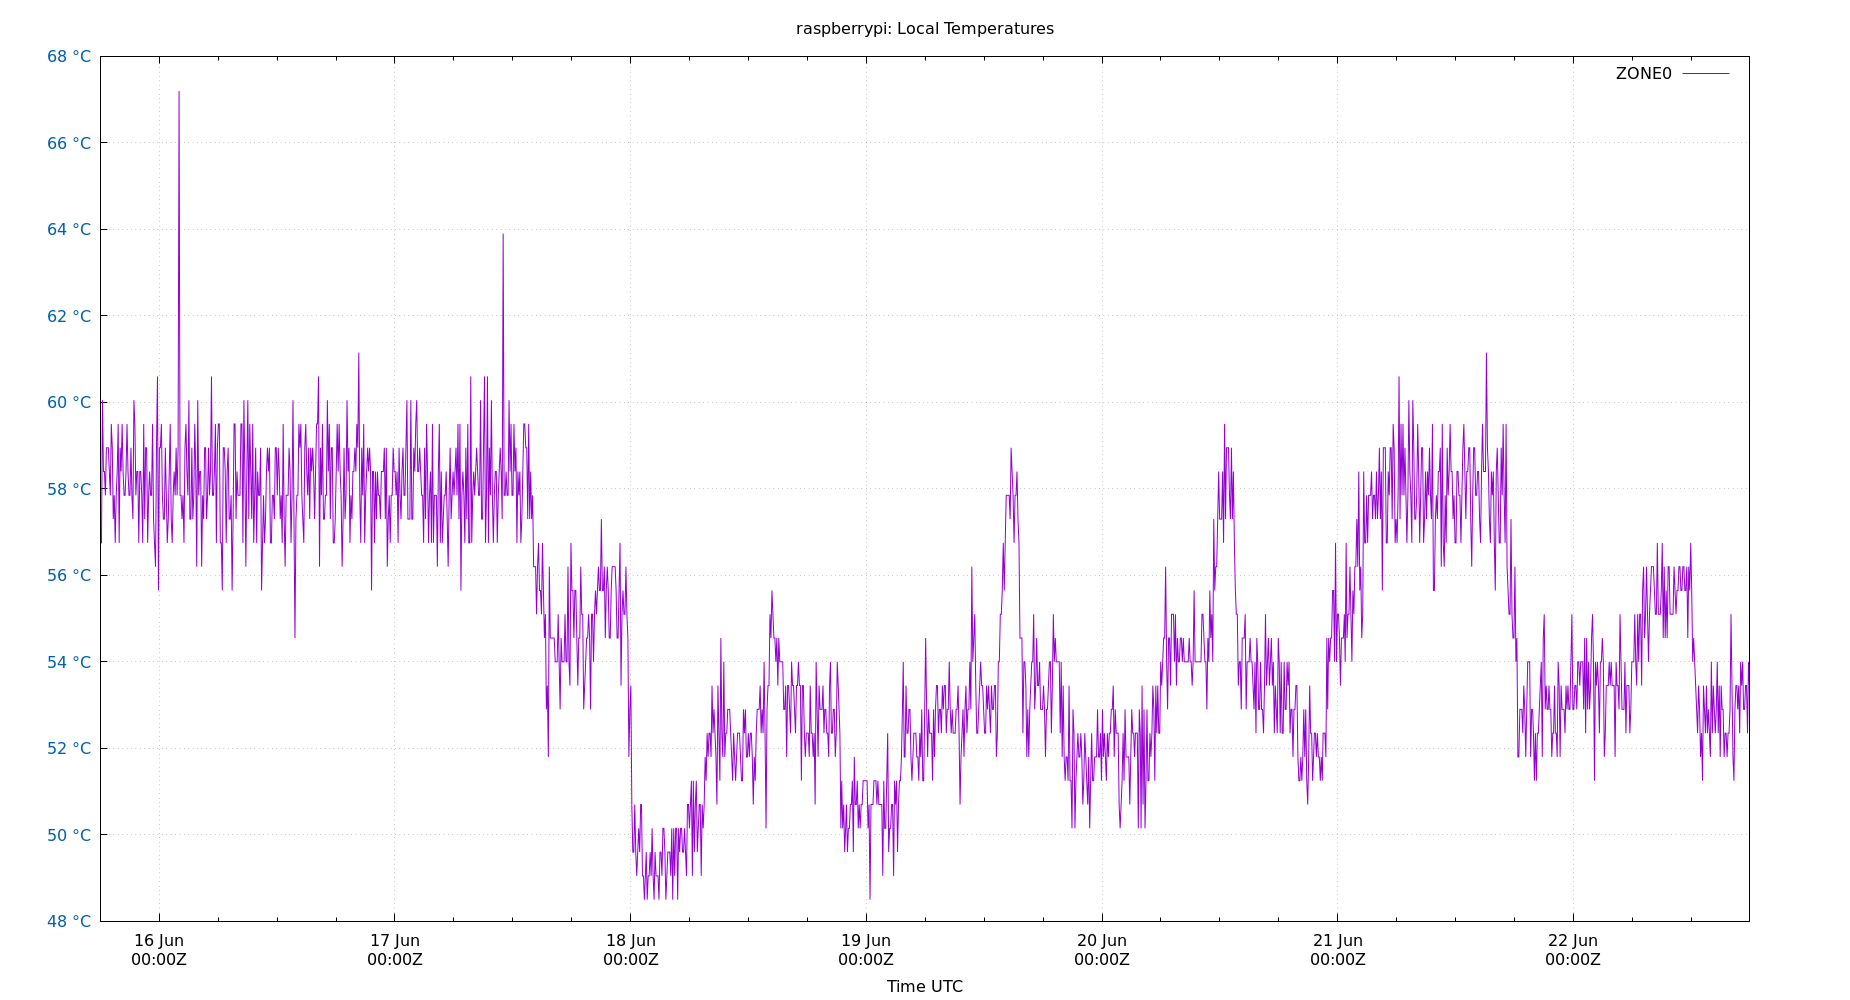 raspberrypi: Local Temperatures
ZONE0
68 °C
66 °C
64 °C
62 °C
60 °C
58 °C
56 °C
54 °C
52 °C
50 °C
48 °C
16 Jun 17 Jun 18 Jun 19 Jun 20 Jun 21 Jun 22 Jun
00:00Z 00:00Z 00:00Z 00:00Z 00:00Z 00:00Z 00:00Z
Time UTC